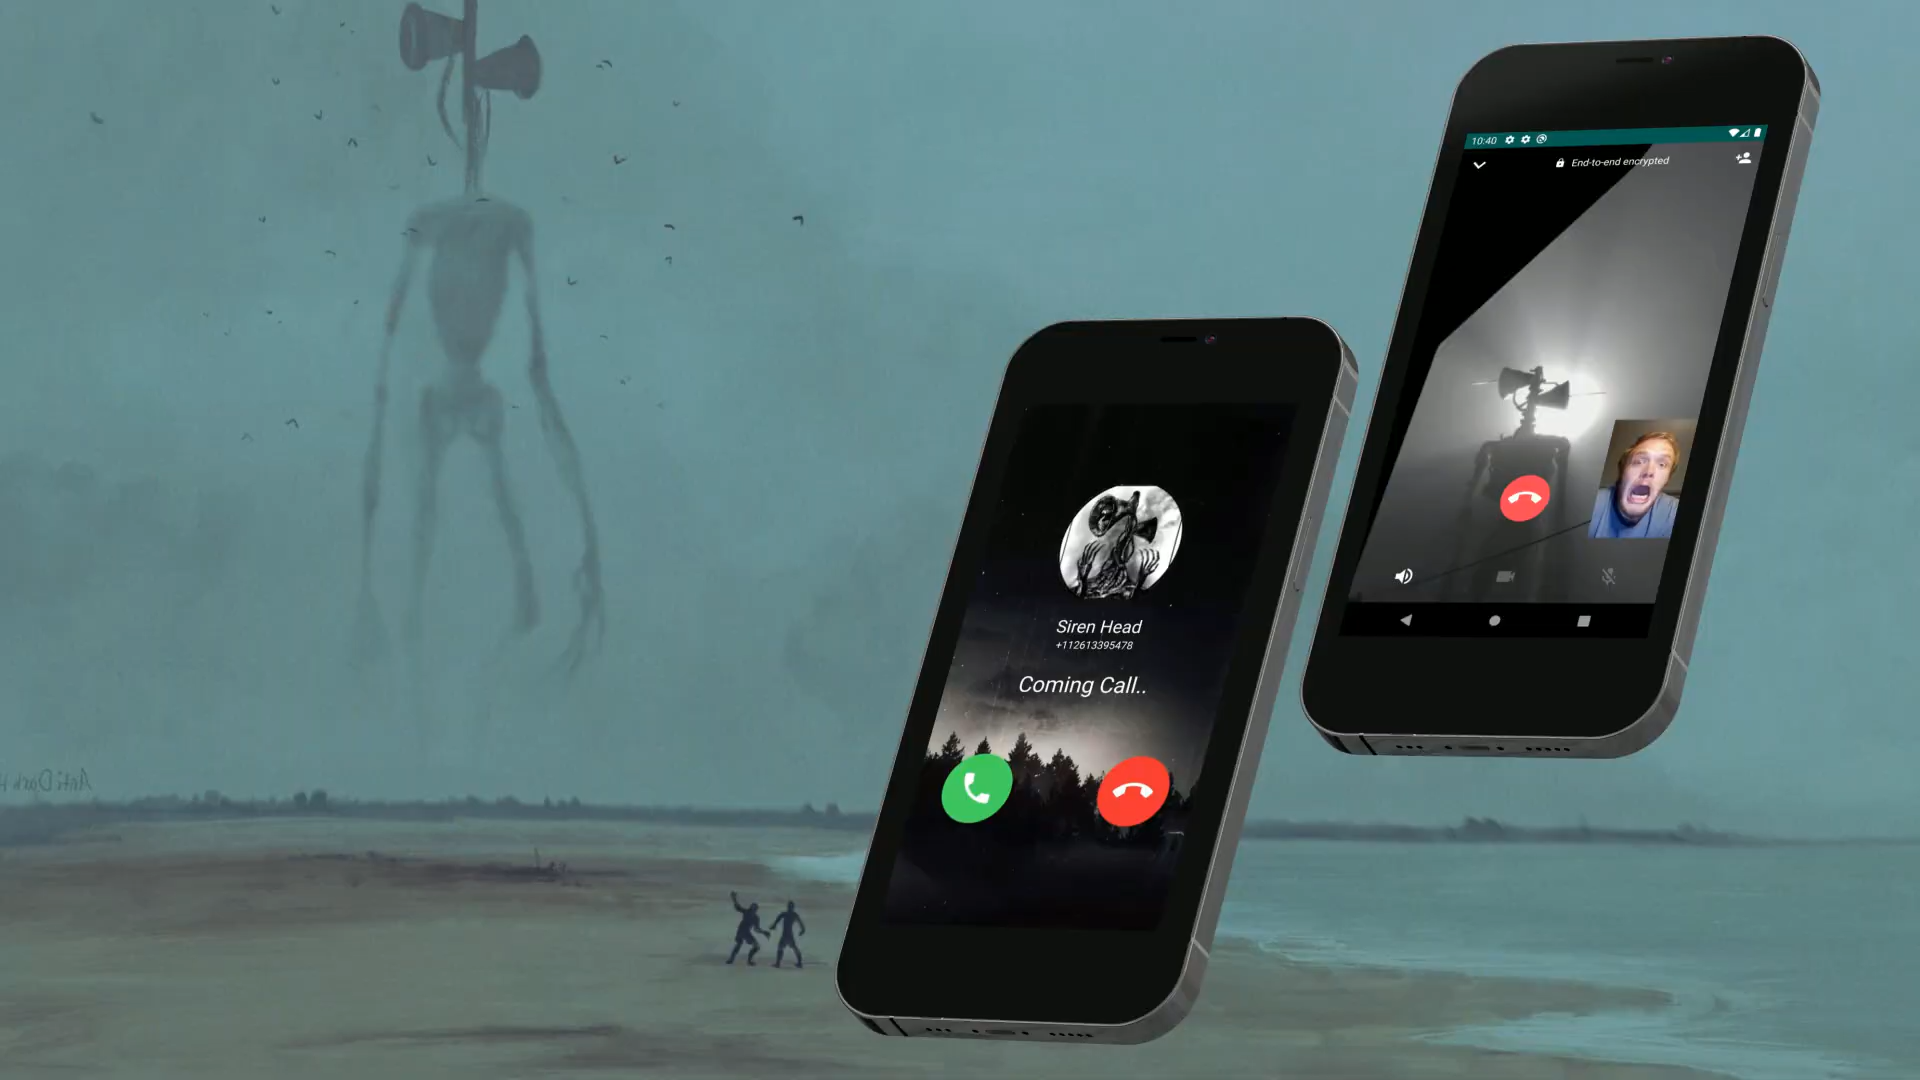 10:40
End-to-end encrypted
Siren Head
+112613395478
Coming Call..